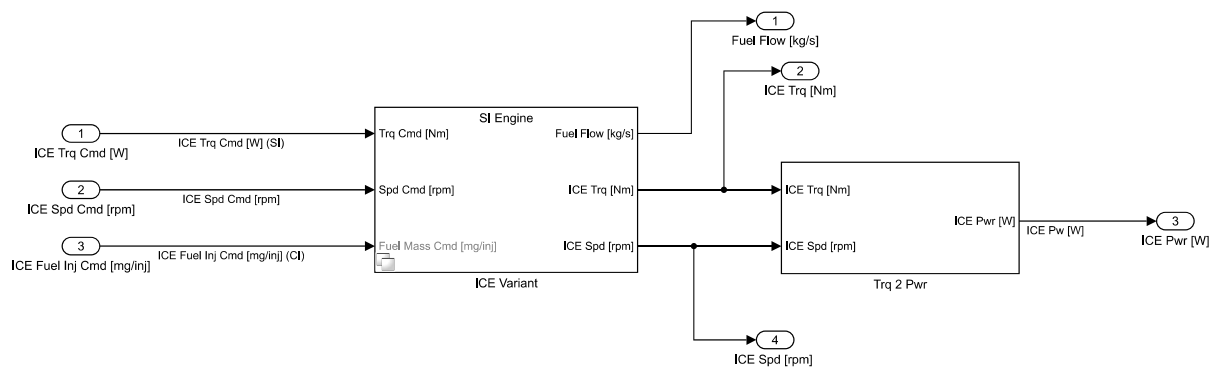 1
Fuel Flow [kg/s]
2
ICE Trq [Nm]
SI Engine
1
ICE Trq Cmd [W]
ICE Trq Cmd [W] (SI)
Trq Cmd [Nm]
Fuel Flow [kg/s]
2
ICE Spd Cmd [rpm]
ICE Spd Cmd [rpm]
Spd Cmd [rpm]
ICE Trq [Nm]
ICE Trq [Nm]
ICE Pwr [W]
ICE Pw [W]
3
ICE Pwr [W]
3
ICE Fuel Inj Cmd [mg/inj]
ICE Fuel Inj Cmd [mg/inj] (CI)
Fuel Mass Cmd [mg/inj]
ICE Spd [rpm]
ICE Spd [rpm]
ICE Variant
Trq 2 Pwr
4
ICE Spd [rpm]